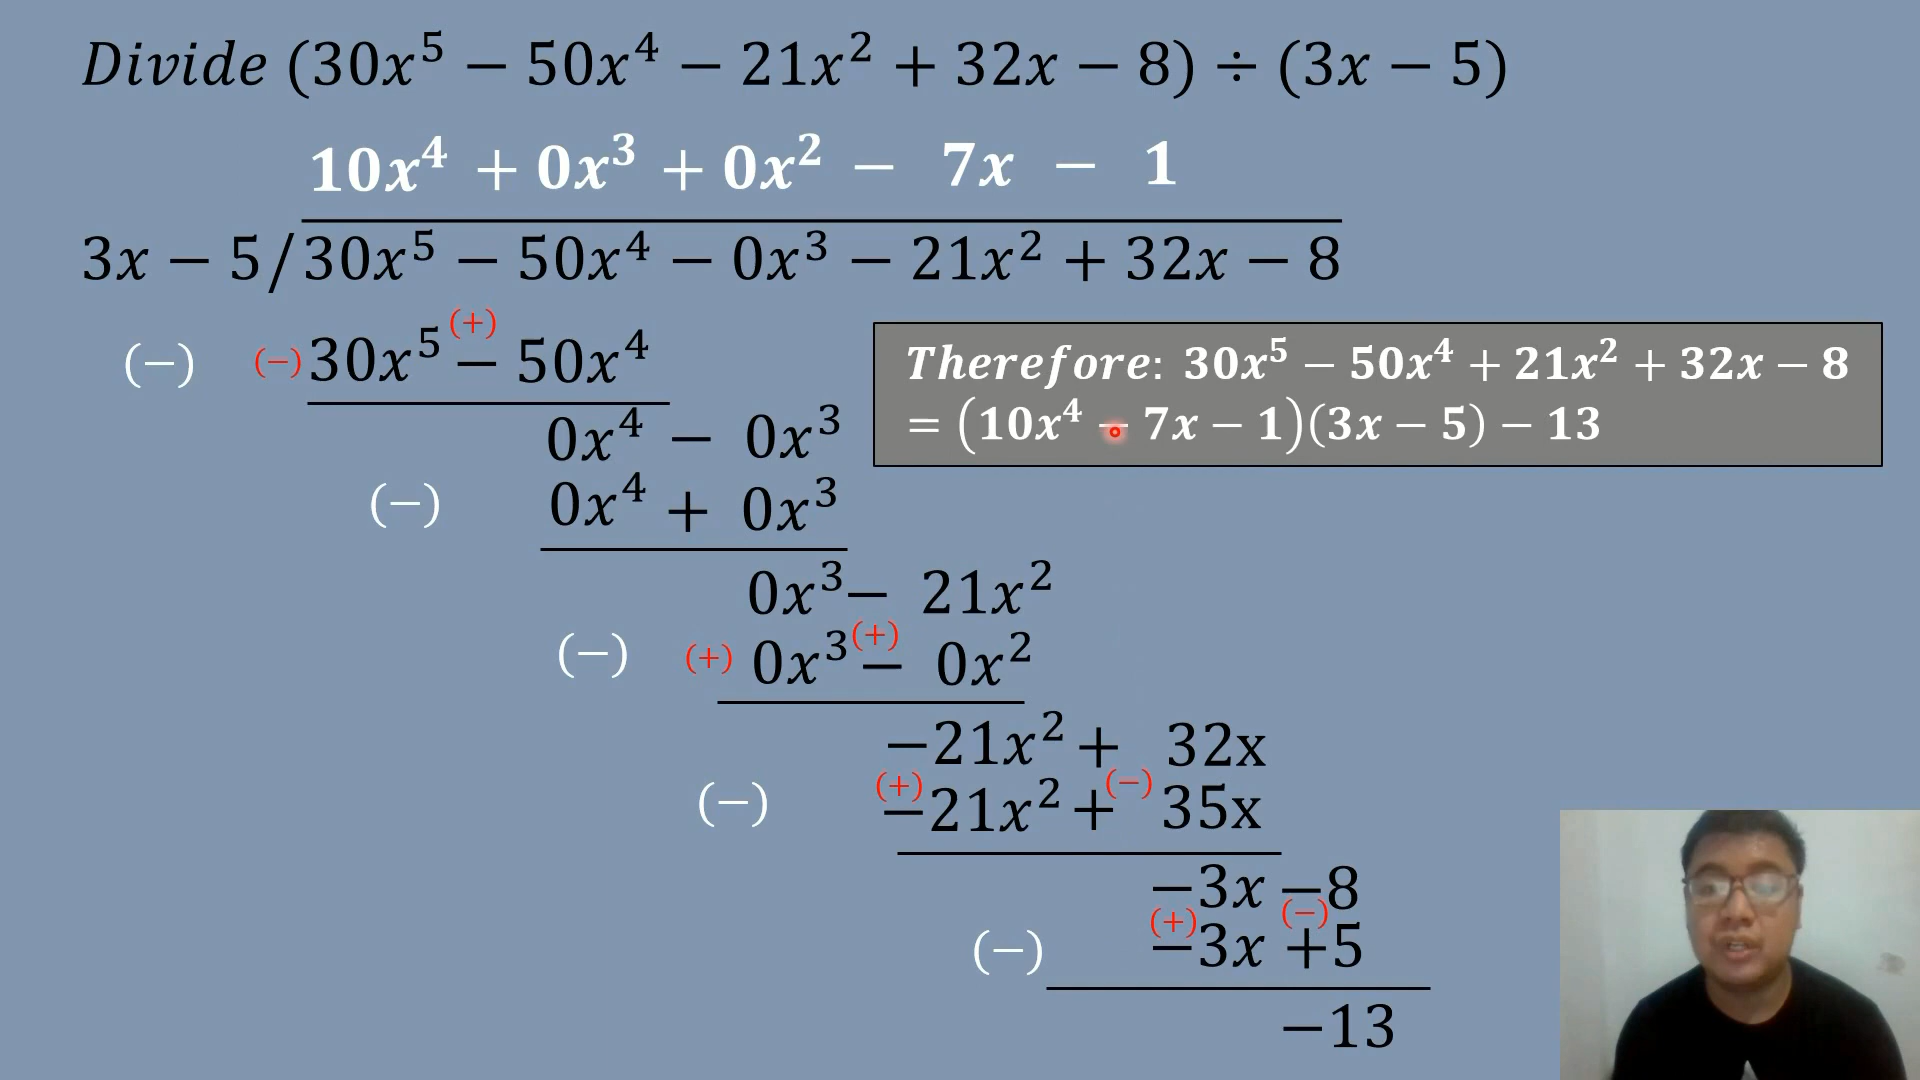 Divide (30x⁵ − 50x⁴ − 21x² + 32x − 8) ÷ (3x − 5)
10x⁴ + 0x³ + 0x² − 7x − 1
3x − 5/30x⁵ − 50x⁴ − 0x³ − 21x² + 32x − 8
(−) (−)30x⁵ (+) − 50x⁴
Therefore: 30x⁵ − 50x⁴ + 21x² + 32x − 8
= (10x⁴ − 7x − 1)(3x − 5) − 13
0x⁴ − 0x³
(−) 0x⁴ + 0x³
0x³ − 21x²
(−) (+) 0x³ (+) − 0x²
−21x² + 32x
(−) (+) −21x² + (−) 35x
−3x −8
(−) (+) −3x (−) +5
−13